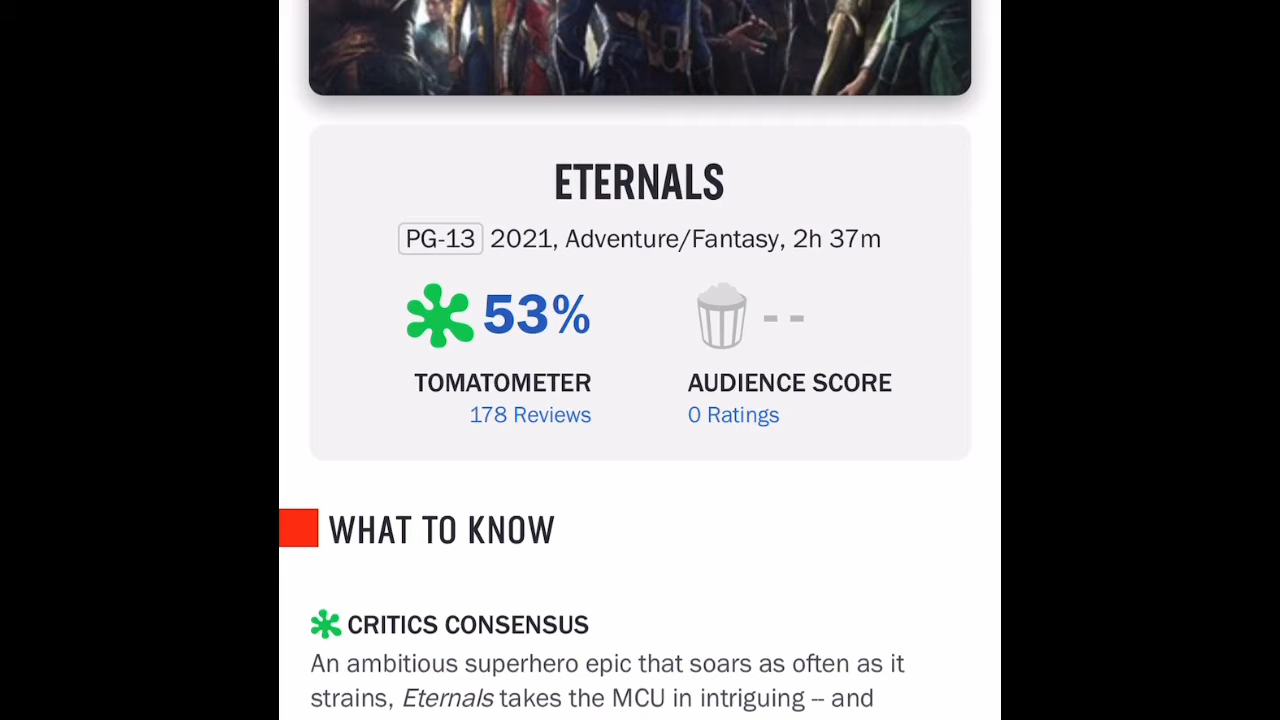 ETERNALS
PG-13 2021, Adventure/Fantasy, 2h 37m
53% --
TOMATOMETER AUDIENCE SCORE
178 Reviews 0 Ratings
WHAT TO KNOW
CRITICS CONSENSUS
An ambitious superhero epic that soars as often as it
strains, Eternals takes the MCU in intriguing -- and